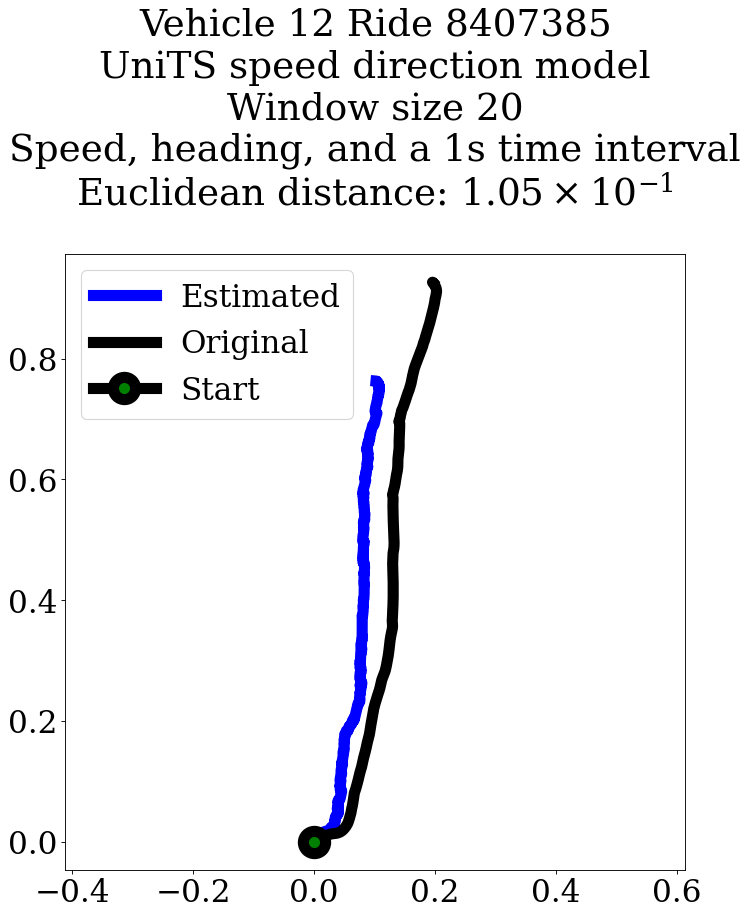 Vehicle 12 Ride 8407385
UniTS speed direction model
Window size 20
Speed, heading, and a 1s time interval
Euclidean distance: 1.05 × 10⁻¹
Estimated
Original
Start
0.8
0.6
0.4
0.2
0.0
−0.4 −0.2 0.0 0.2 0.4 0.6